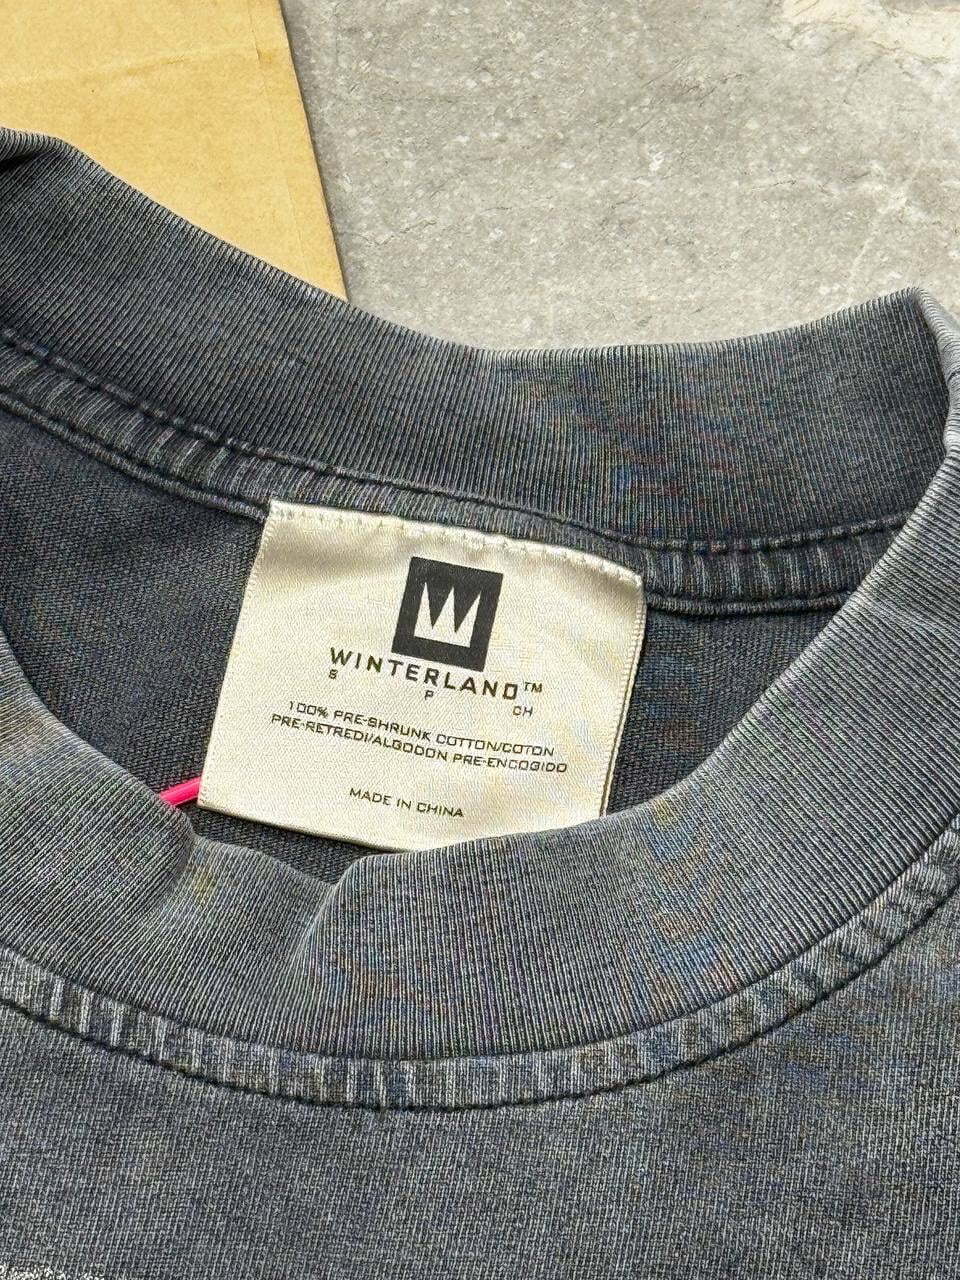 WINTERLAND™
S P CH
100% PRE-SHRUNK COTTON/COTON
PRE-RETREDI/ALGODON PRE-ENCOGIDO
MADE IN CHINA